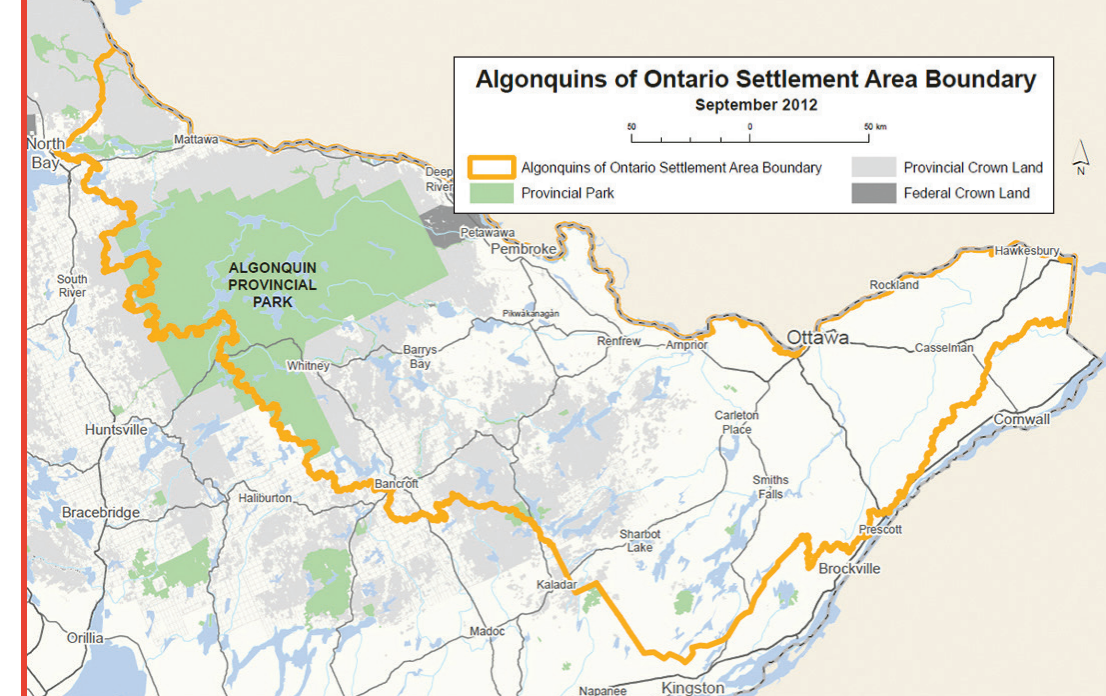 Algonquins of Ontario Settlement Area Boundary
September 2012
50 0 50 km
Algonquins of Ontario Settlement Area Boundary
Provincial Crown Land
Provincial Park
Federal Crown Land
N
North
Bay
Mattawa
Deep
River
Petawawa
Pembroke
Hawkesbury
ALGONQUIN
PROVINCIAL
PARK
South
River
Rockland
Pikwàkanagàn
Ottawa
Renfrew
Arnprior
Casselman
Barrys
Bay
Whitney
Carleton
Place
Cornwall
Huntsville
Smiths
Falls
Bancroft
Haliburton
Bracebridge
Prescott
Sharbot
Lake
Brockville
Kaladar
Madoc
Orillia
Napanee
Kingston